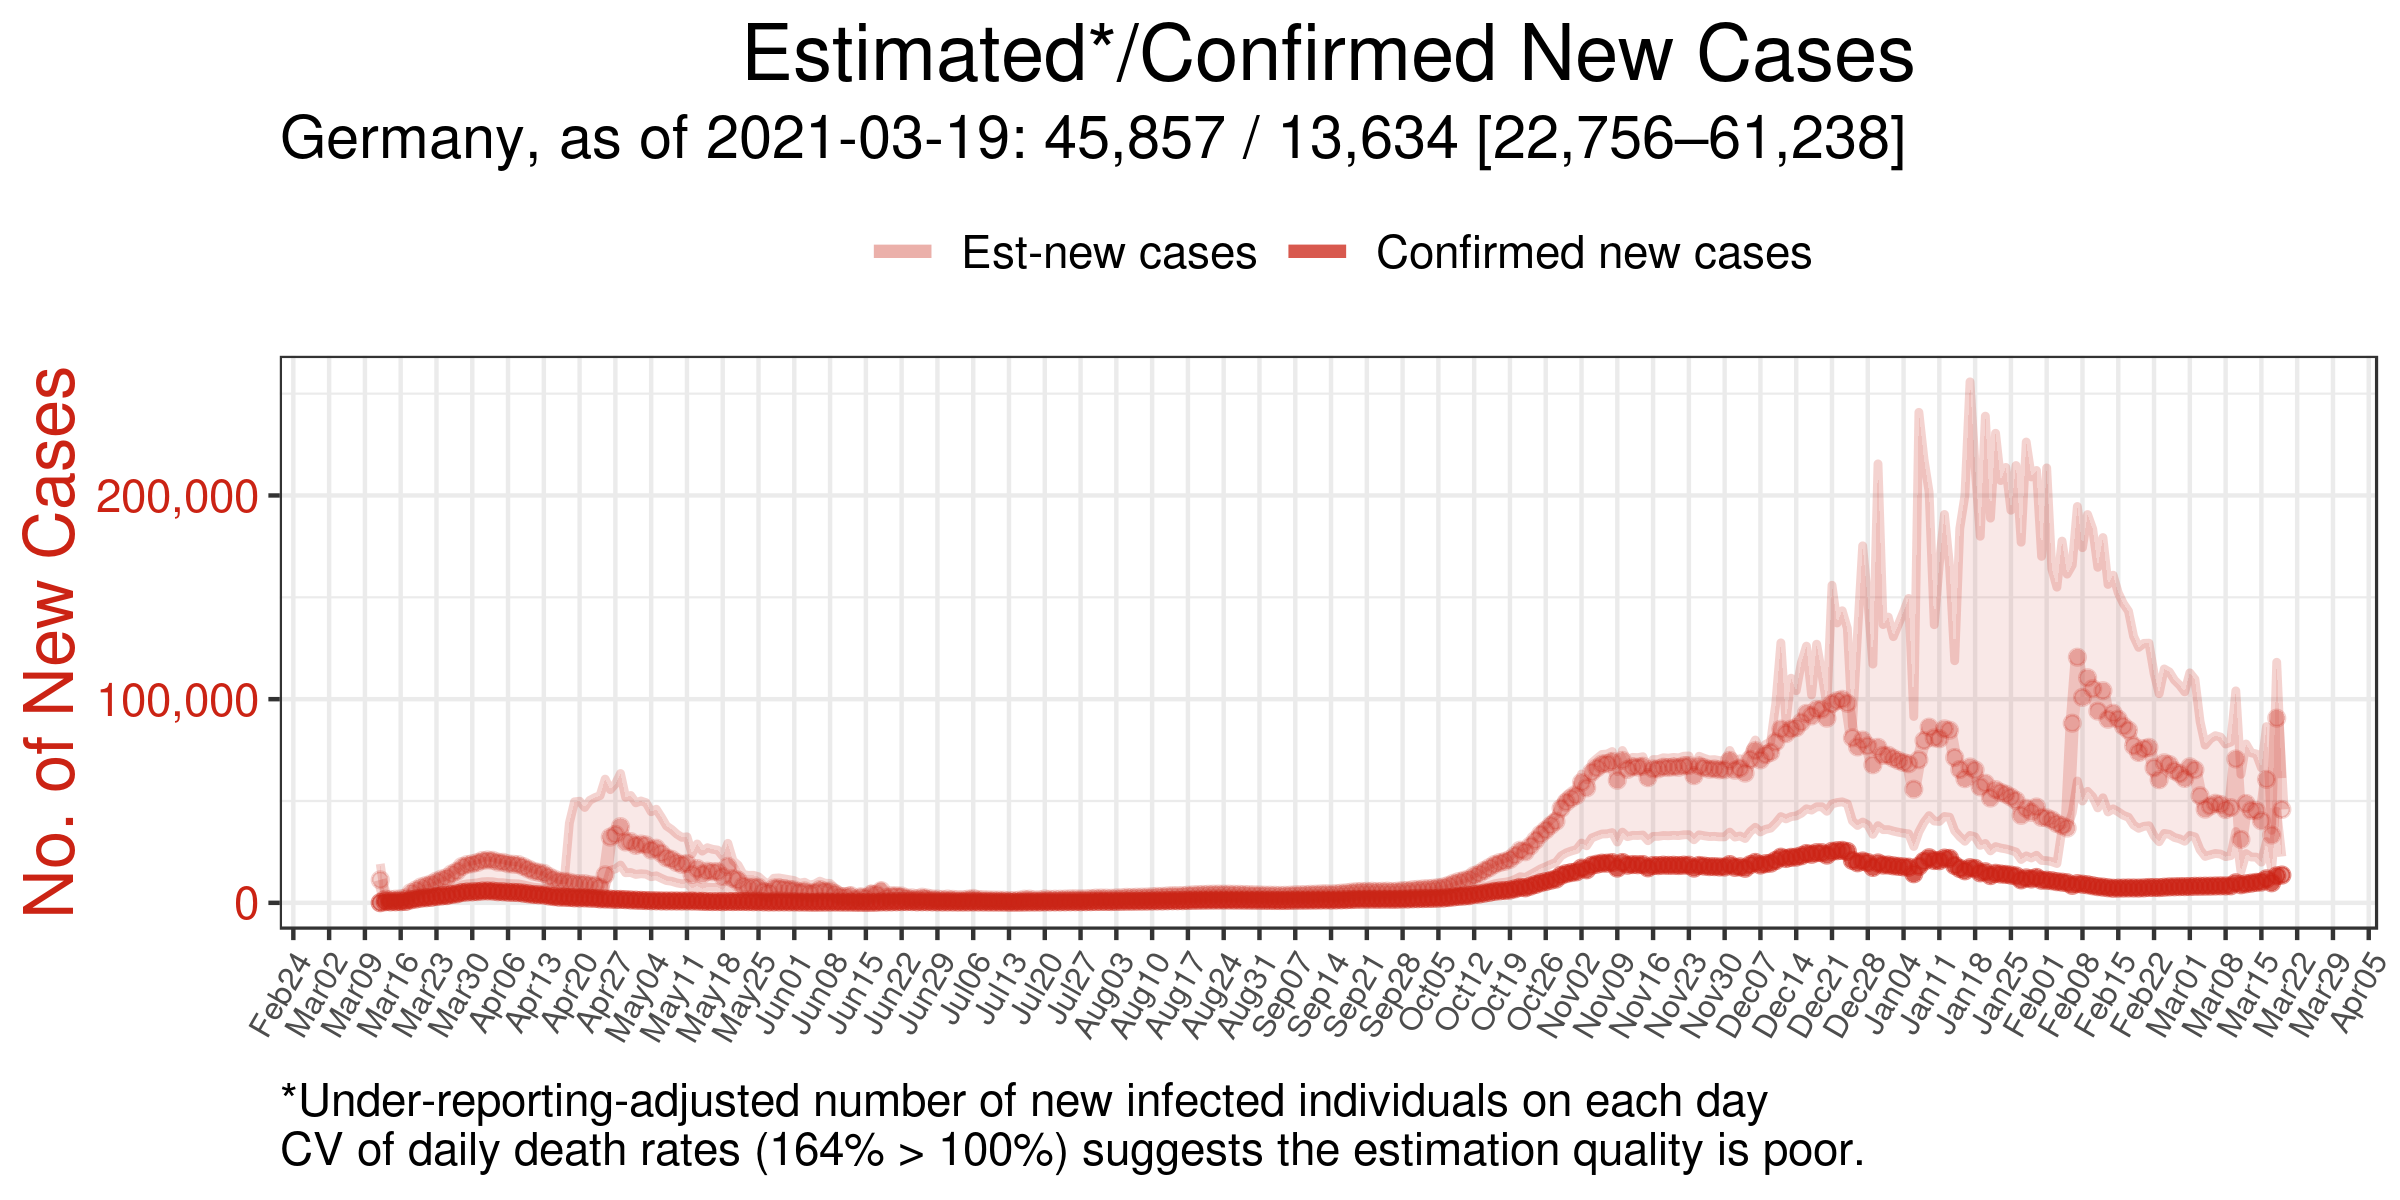 Estimated*/Confirmed New Cases
Germany, as of 2021-03-19: 45,857 / 13,634 [22,756–61,238]
Est-new cases
Confirmed new cases
No. of New Cases
200,000
100,000
0
Feb24
Mar02
Mar09
Mar16
Mar23
Mar30
Apr06
Apr13
Apr20
Apr27
May04
May11
May18
May25
Jun01
Jun08
Jun15
Jun22
Jun29
Jul06
Jul13
Jul20
Jul27
Aug03
Aug10
Aug17
Aug24
Aug31
Sep07
Sep14
Sep21
Sep28
Oct05
Oct12
Oct19
Oct26
Nov02
Nov09
Nov16
Nov23
Nov30
Dec07
Dec14
Dec21
Dec28
Jan04
Jan11
Jan18
Jan25
Feb01
Feb08
Feb15
Feb22
Mar01
Mar08
Mar15
Mar22
Mar29
Apr05
*Under-reporting-adjusted number of new infected individuals on each day
CV of daily death rates (164% > 100%) suggests the estimation quality is poor.